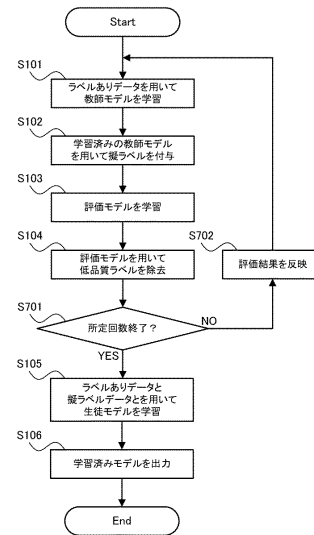 Start
S101
ラベルありデータを用いて
教師モデルを学習
S102
学習済みの教師モデル
を用いて擬ラベルを付与
S103
評価モデルを学習
S104
評価モデルを用いて
低品質ラベルを除去
S702
評価結果を反映
S701
所定回数終了？
NO
YES
S105
ラベルありデータと
擬ラベルデータとを用いて
生徒モデルを学習
S106
学習済みモデルを出力
End